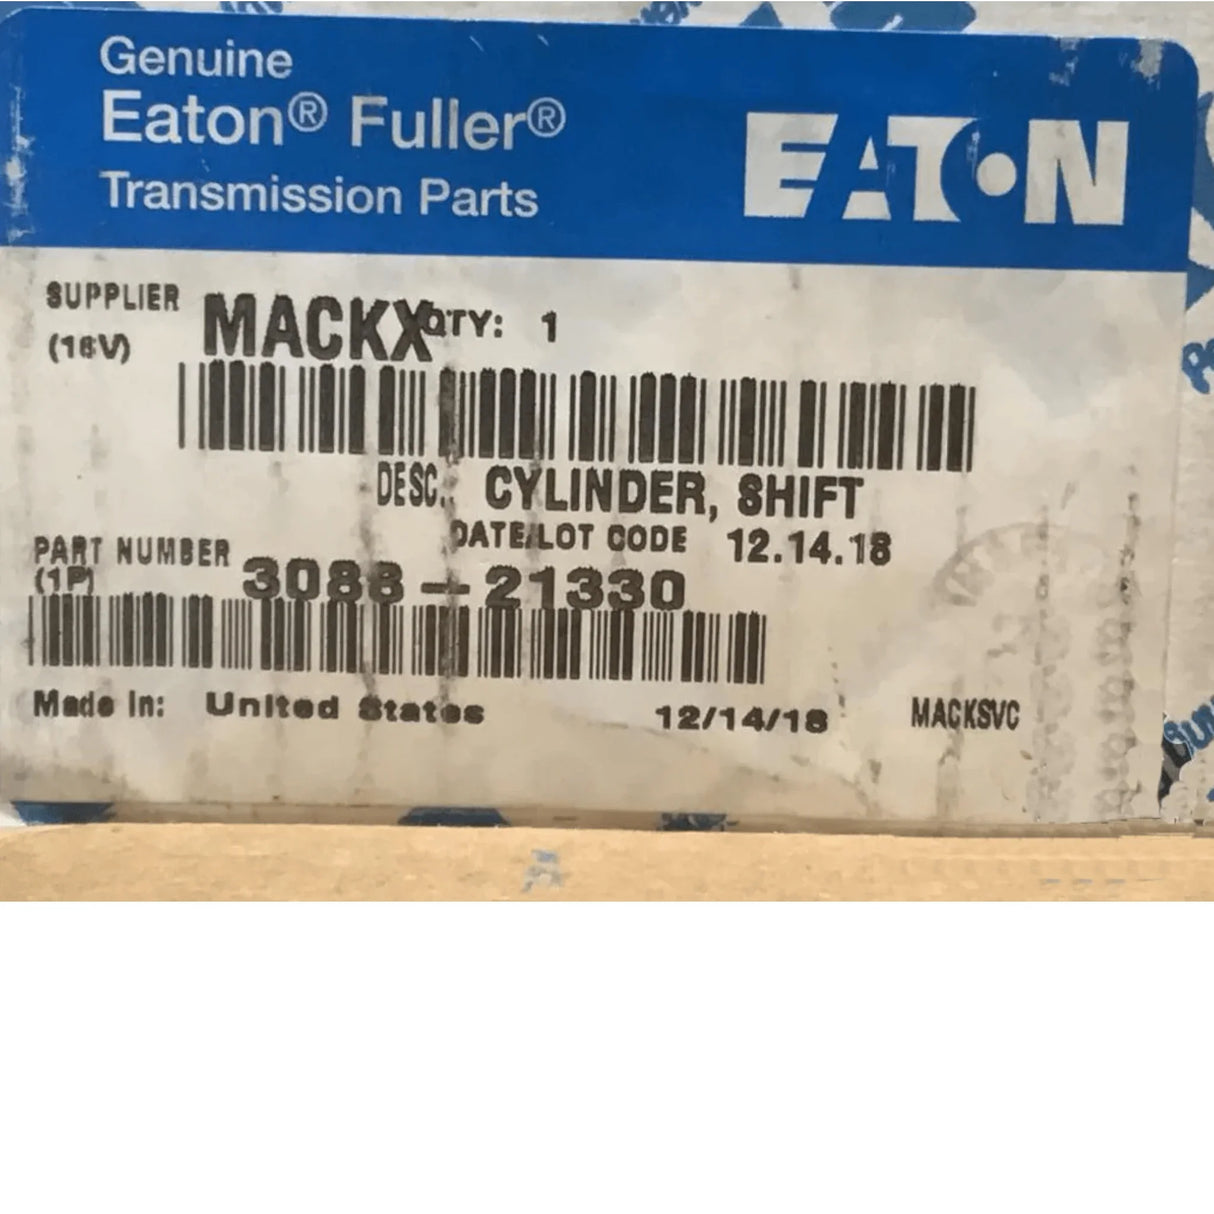 Genuine
Eaton® Fuller®
Transmission Parts
EATON
SUPPLIER
(16V)
MACKX
QTY: 1
DESC.: CYLINDER, SHIFT
DATE/LOT CODE 12.14.18
PART NUMBER
(1P)
3088-21330
Made In: United States
12/14/18
MACKSVC